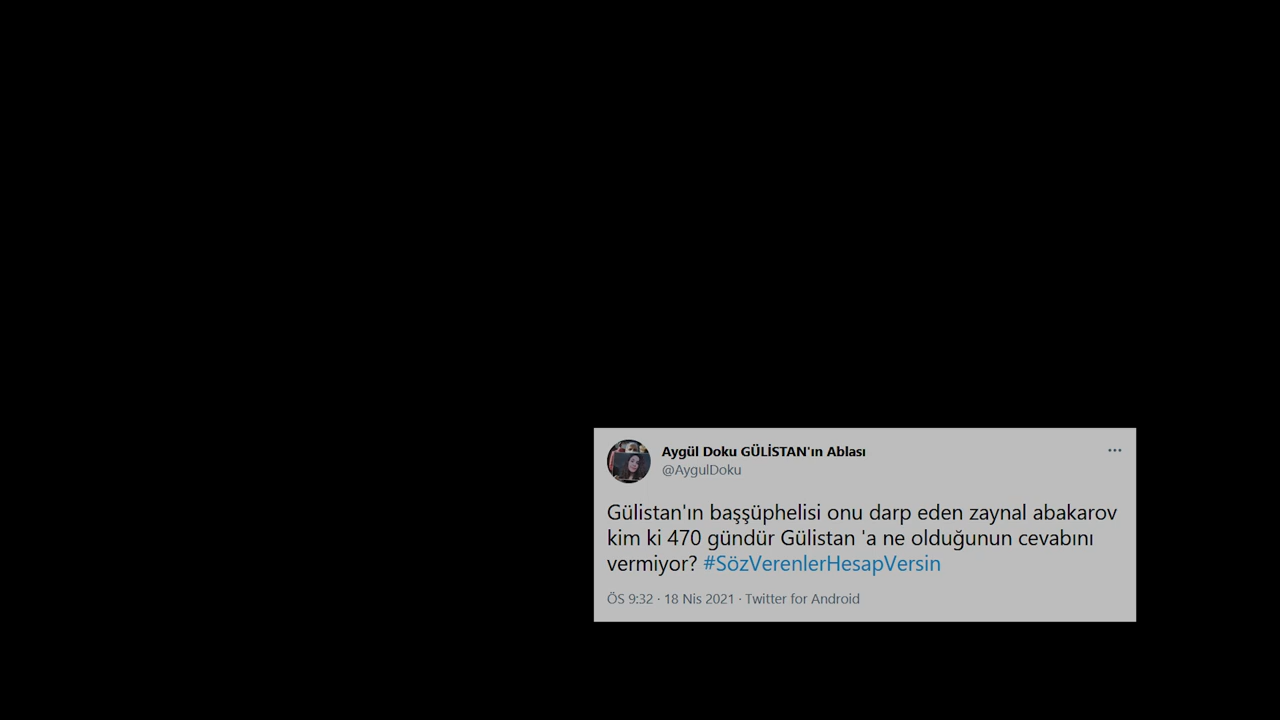 Aygül Doku GÜLİSTAN'ın Ablası
@AygulDoku
Gülistan'ın başşüphelisi onu darp eden zaynal abakarov
kim ki 470 gündür Gülistan 'a ne olduğunun cevabını
vermiyor? #SözVerenlerHesapVersin
ÖS 9:32 · 18 Nis 2021 · Twitter for Android